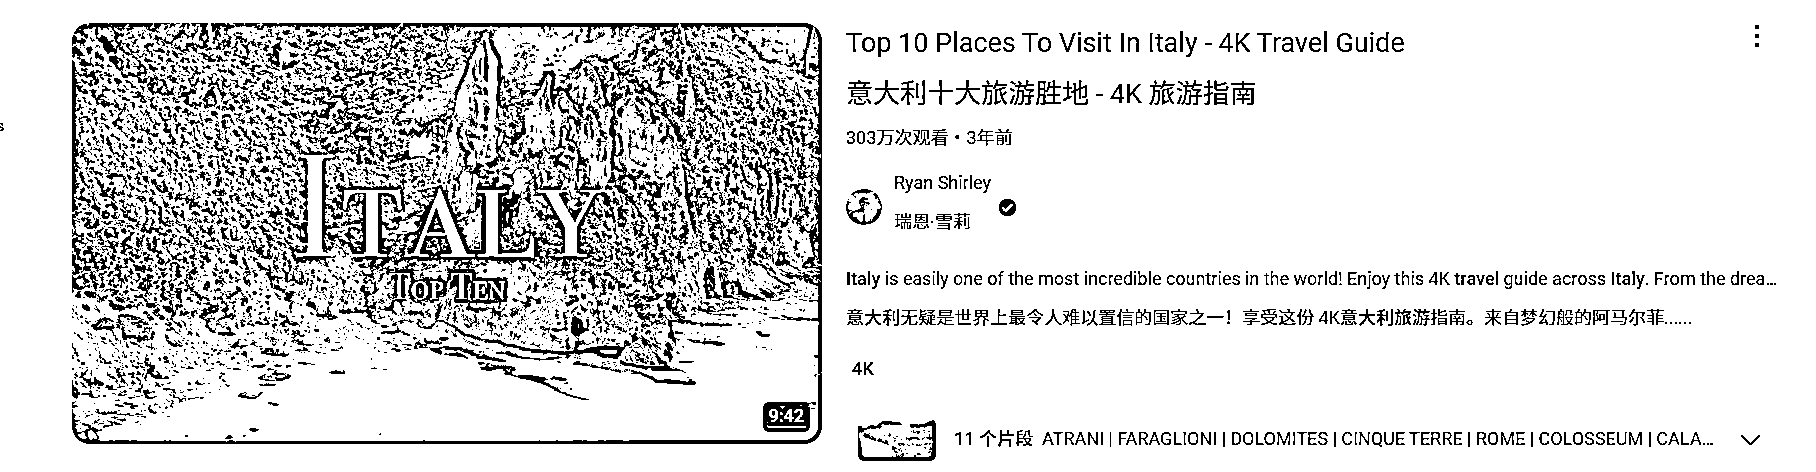 ITALY
TOP TEN
9:42
Top 10 Places To Visit In Italy - 4K Travel Guide
意大利十大旅游胜地 - 4K 旅游指南
303万次观看 • 3年前
Ryan Shirley
瑞恩·雪莉
Italy is easily one of the most incredible countries in the world! Enjoy this 4K travel guide across Italy. From the drea...
意大利无疑是世界上最令人难以置信的国家之一！享受这份 4K意大利旅游指南。来自梦幻般的阿马尔菲......
4K
11 个片段 ATRANI | FARAGLIONI | DOLOMITES | CINQUE TERRE | ROME | COLOSSEUM | CALA...
s